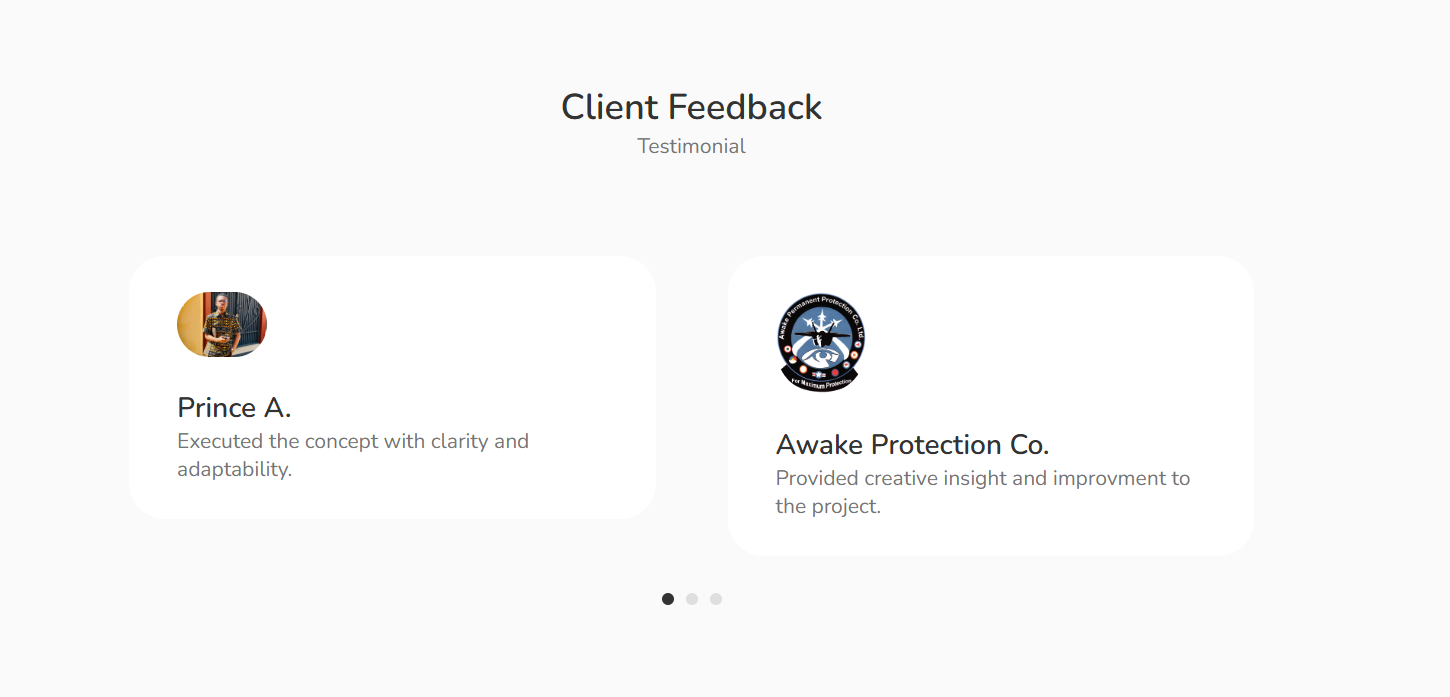 Client Feedback
Testimonial
Prince A.
Executed the concept with clarity and
adaptability.
Awake Permanent Protection Co. Ltd
For Maximum Protection
Awake Protection Co.
Provided creative insight and improvment to
the project.